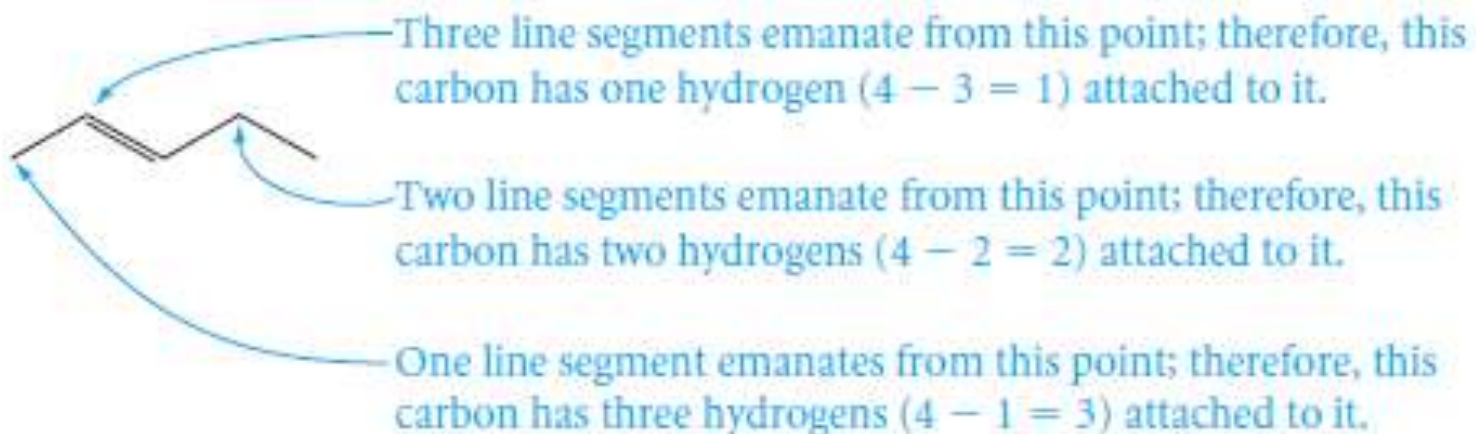 Three line segments emanate from this point; therefore, this
carbon has one hydrogen (4 − 3 = 1) attached to it.
Two line segments emanate from this point; therefore, this
carbon has two hydrogens (4 − 2 = 2) attached to it.
One line segment emanates from this point; therefore, this
carbon has three hydrogens (4 − 1 = 3) attached to it.